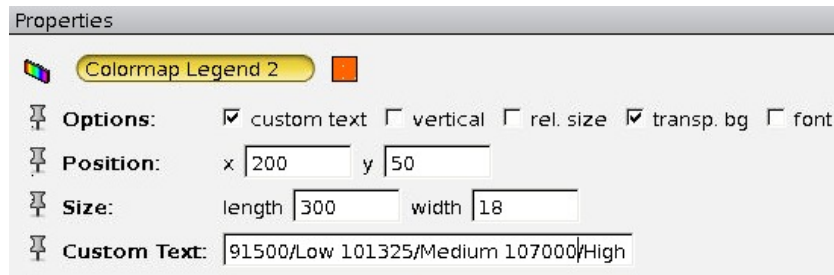 Properties
Colormap Legend 2
Options: custom text vertical rel. size transp. bg font
Position: x 200 y 50
Size: length 300 width 18
Custom Text: 91500/Low 101325/Medium 107000/High